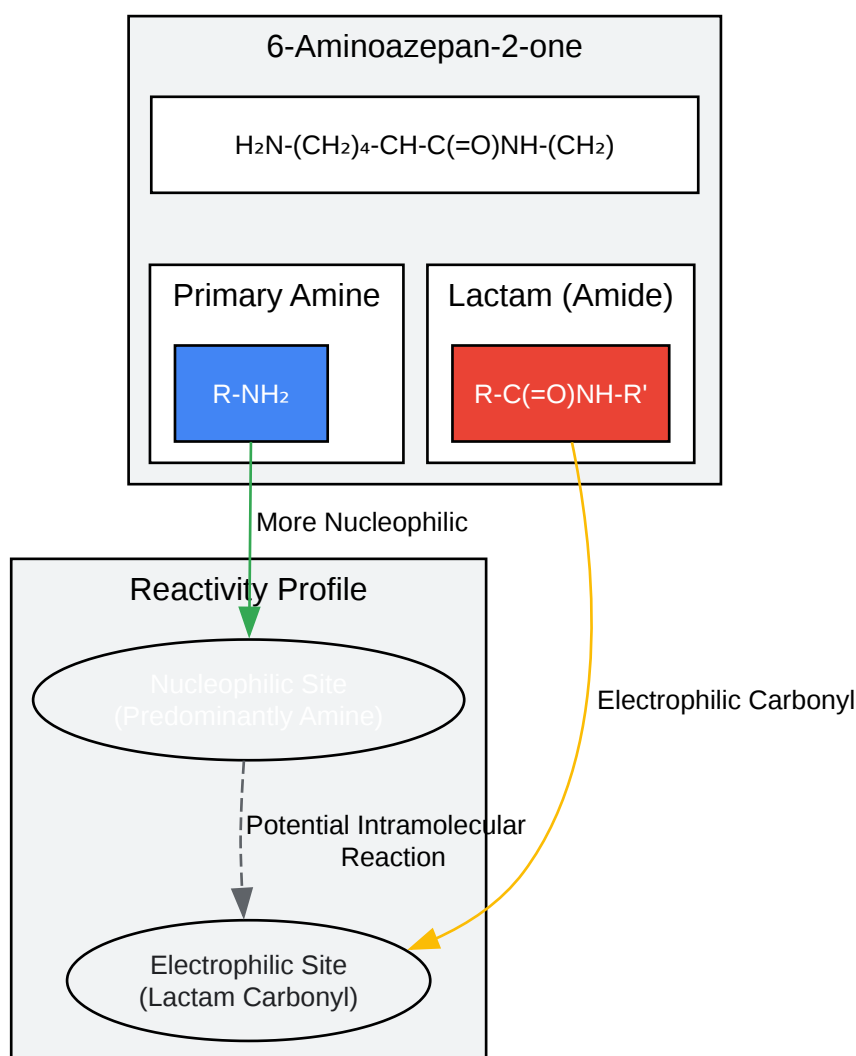 6-Aminoazepan-2-one
H₂N-(CH₂)₄-CH-C(=O)NH-(CH₂)
Primary Amine
Lactam (Amide)
R-NH₂
R-C(=O)NH-R'
More Nucleophilic
Reactivity Profile
Nucleophilic Site
(Predominantly Amine)
Electrophilic Carbonyl
Potential Intramolecular
Reaction
Electrophilic Site
(Lactam Carbonyl)